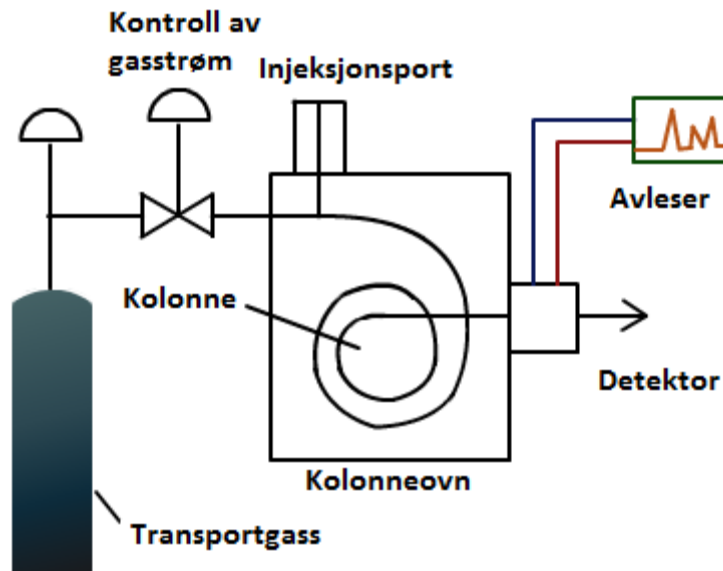 Kontroll av
gasstrøm
Injeksjonsport
Avleser
Kolonne
Detektor
Kolonneovn
Transportgass